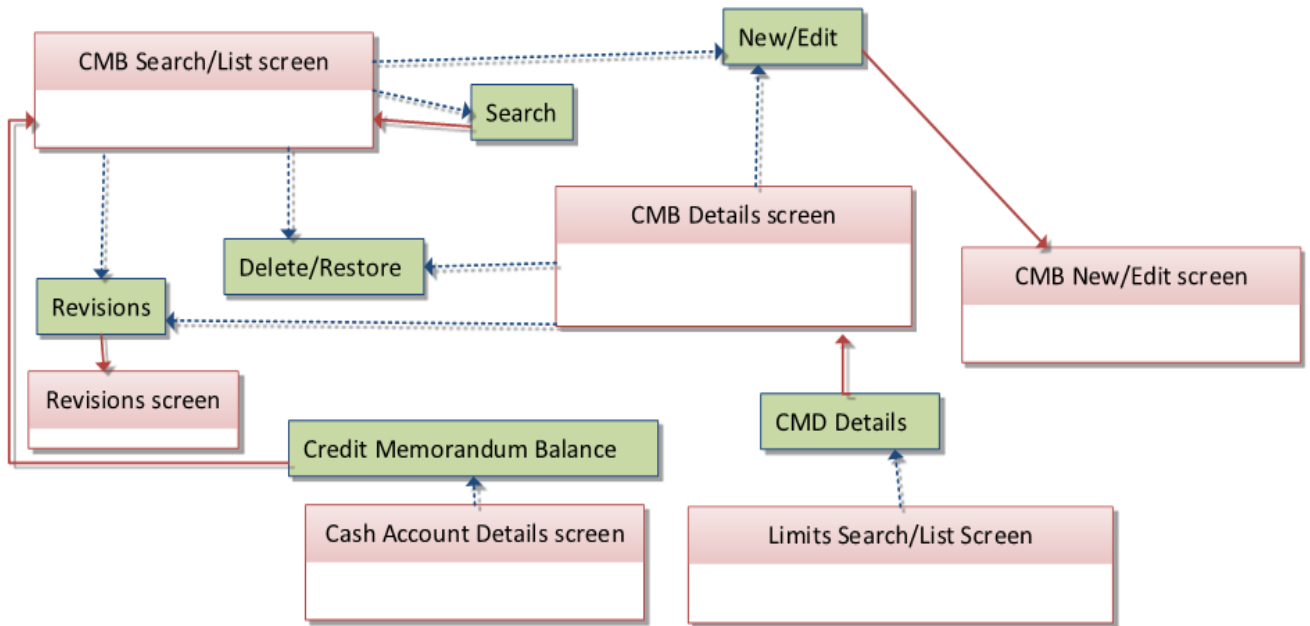 New/Edit
CMB Search/List screen
Search
CMB Details screen
Delete/Restore
CMB New/Edit screen
Revisions
Revisions screen
CMD Details
Credit Memorandum Balance
Cash Account Details screen
Limits Search/List Screen